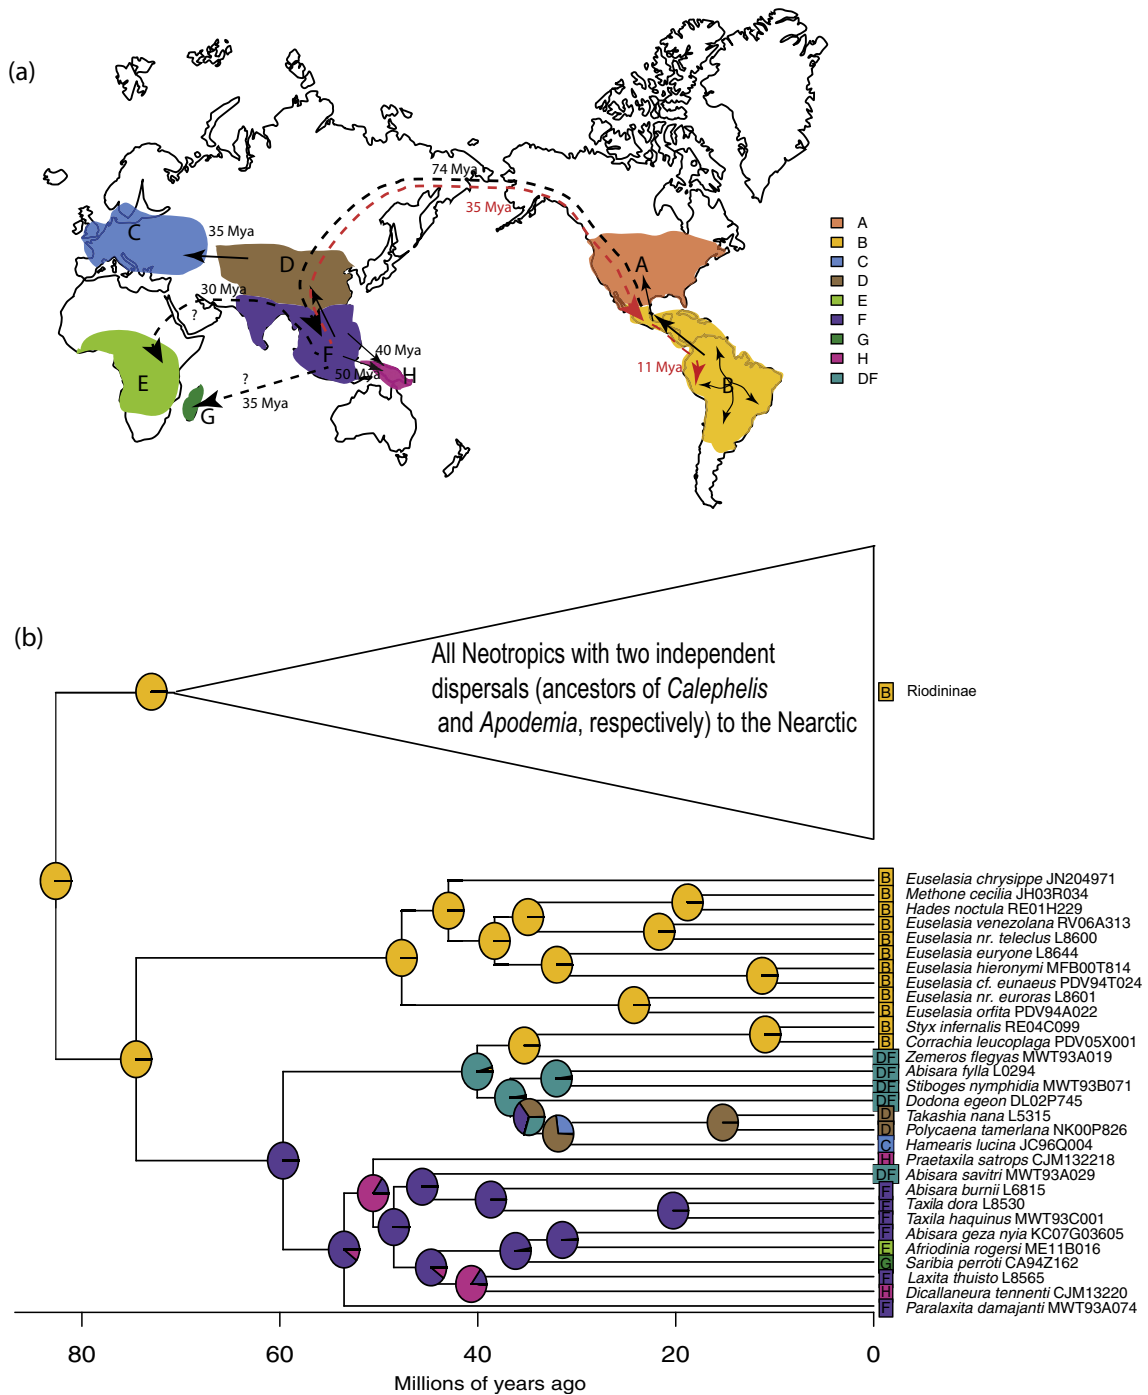 (a)
74 Mya
35 Mya
C
35 Mya
D
A
A
B
C
D
E
F
G
H
DF
30 Mya
?
F
40 Mya
50 Mya
H
E
?
35 Mya
G
11 Mya
B
(b)
All Neotropics with two independent
dispersals (ancestors of Calephelis
and Apodemia, respectively) to the Nearctic
B Riodininae
B Euselasia chrysippe JN204971
B Methone cecilia JH03R034
B Hades noctula RE01H229
B Euselasia venezolana RV06A313
B Euselasia nr. teleclus L8600
B Euselasia euryone L8644
B Euselasia hieronymi MFB00T814
B Euselasia cf. eunaeus PDV94T024
B Euselasia nr. euroras L8601
B Euselasia orfita PDV94A022
B Styx infernalis RE04C099
B Corrachia leucoplaga PDV05X001
DF Zemeros flegyas MWT93A019
DF Abisara fylla L0294
DF Stiboges nymphidia MWT93B071
DF Dodona egeon DL02P745
D Takashia nana L5315
D Polycaena tamerlana NK00P826
C Hamearis lucina JC96Q004
H Praetaxila satrops CJM132218
DF Abisara savitri MWT93A029
F Abisara burnii L6815
F Taxila dora L8530
F Taxila haquinus MWT93C001
F Abisara geza nyia KC07G03605
E Afriodinia rogersi ME11B016
G Saribia perroti CA94Z162
F Laxita thuisto L8565
H Dicallaneura tennenti CJM13220
F Paralaxita damajanti MWT93A074
80 60 40 20 0
Millions of years ago